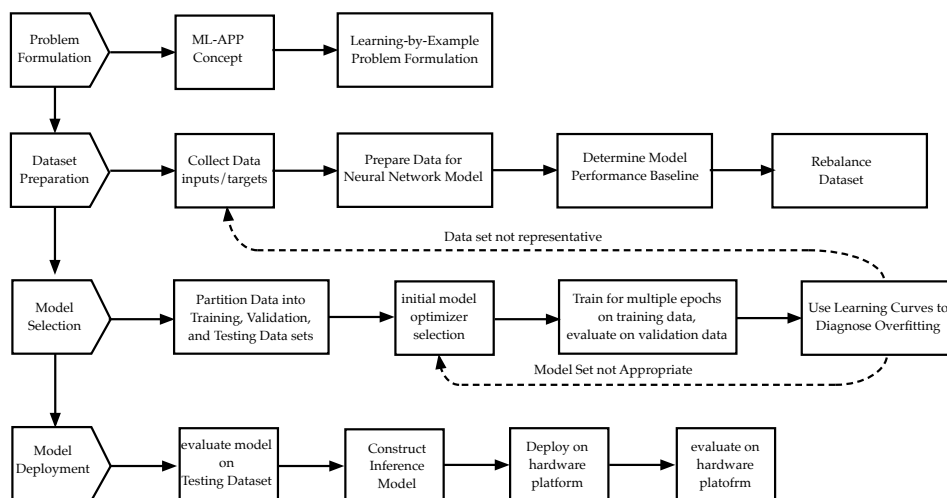 Problem
Formulation
ML-APP
Concept
Learning-by-Example
Problem Formulation
Dataset
Preparation
Collect Data
inputs/targets
Prepare Data for
Neural Network Model
Determine Model
Performance Baseline
Rebalance
Dataset
Data set not representative
Model
Selection
Partition Data into
Training, Validation,
and Testing Data sets
initial model
optimizer
selection
Train for multiple epochs
on training data,
evaluate on validation data
Use Learning Curves to
Diagnose Overfitting
Model Set not Appropriate
Model
Deployment
evaluate model
on
Testing Dataset
Construct
Inference
Model
Deploy on
hardware
platform
evaluate on
hardware
platofrm